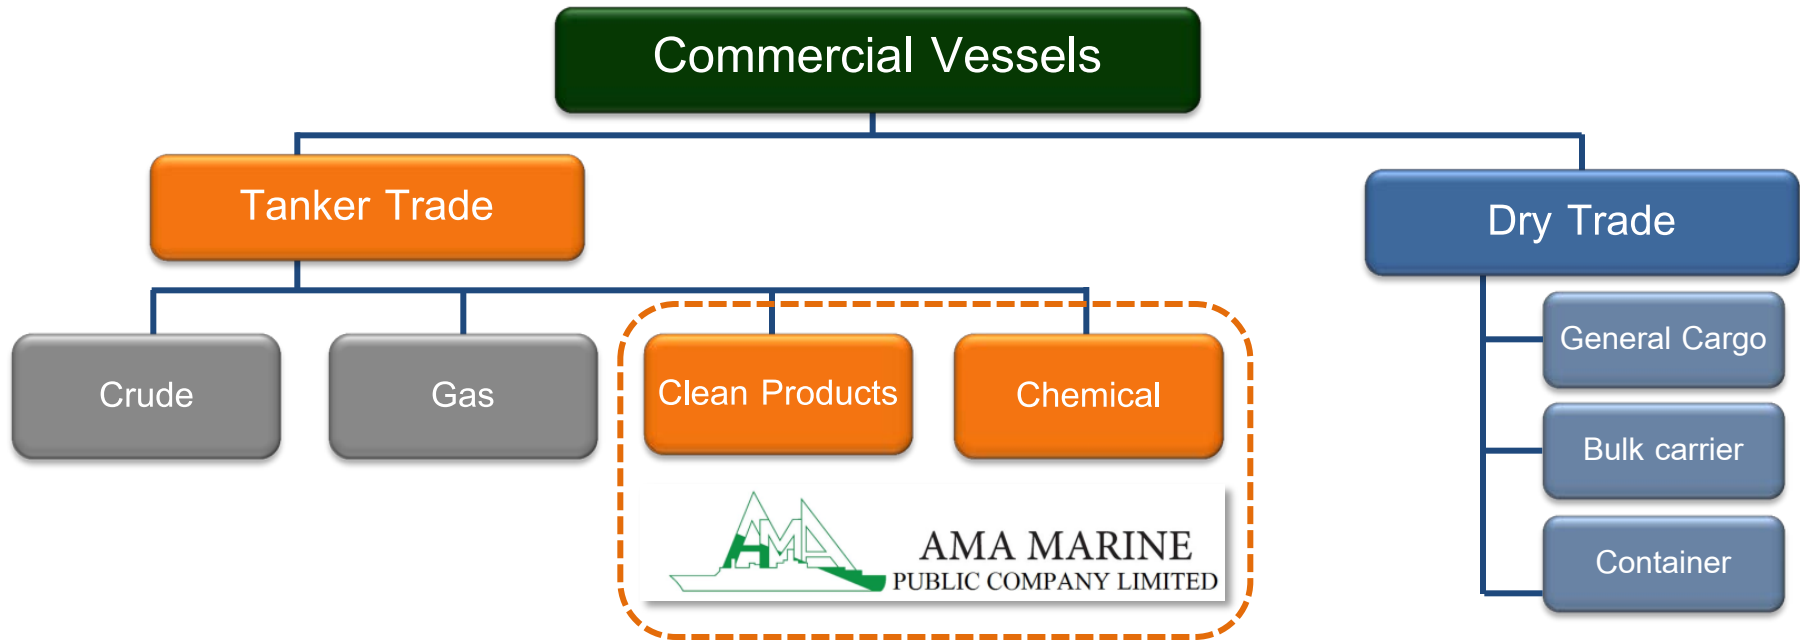 Commercial Vessels
Tanker Trade
Dry Trade
Crude
Gas
Clean Products
Chemical
General Cargo
Bulk carrier
Container
AMA
AMA MARINE
PUBLIC COMPANY LIMITED